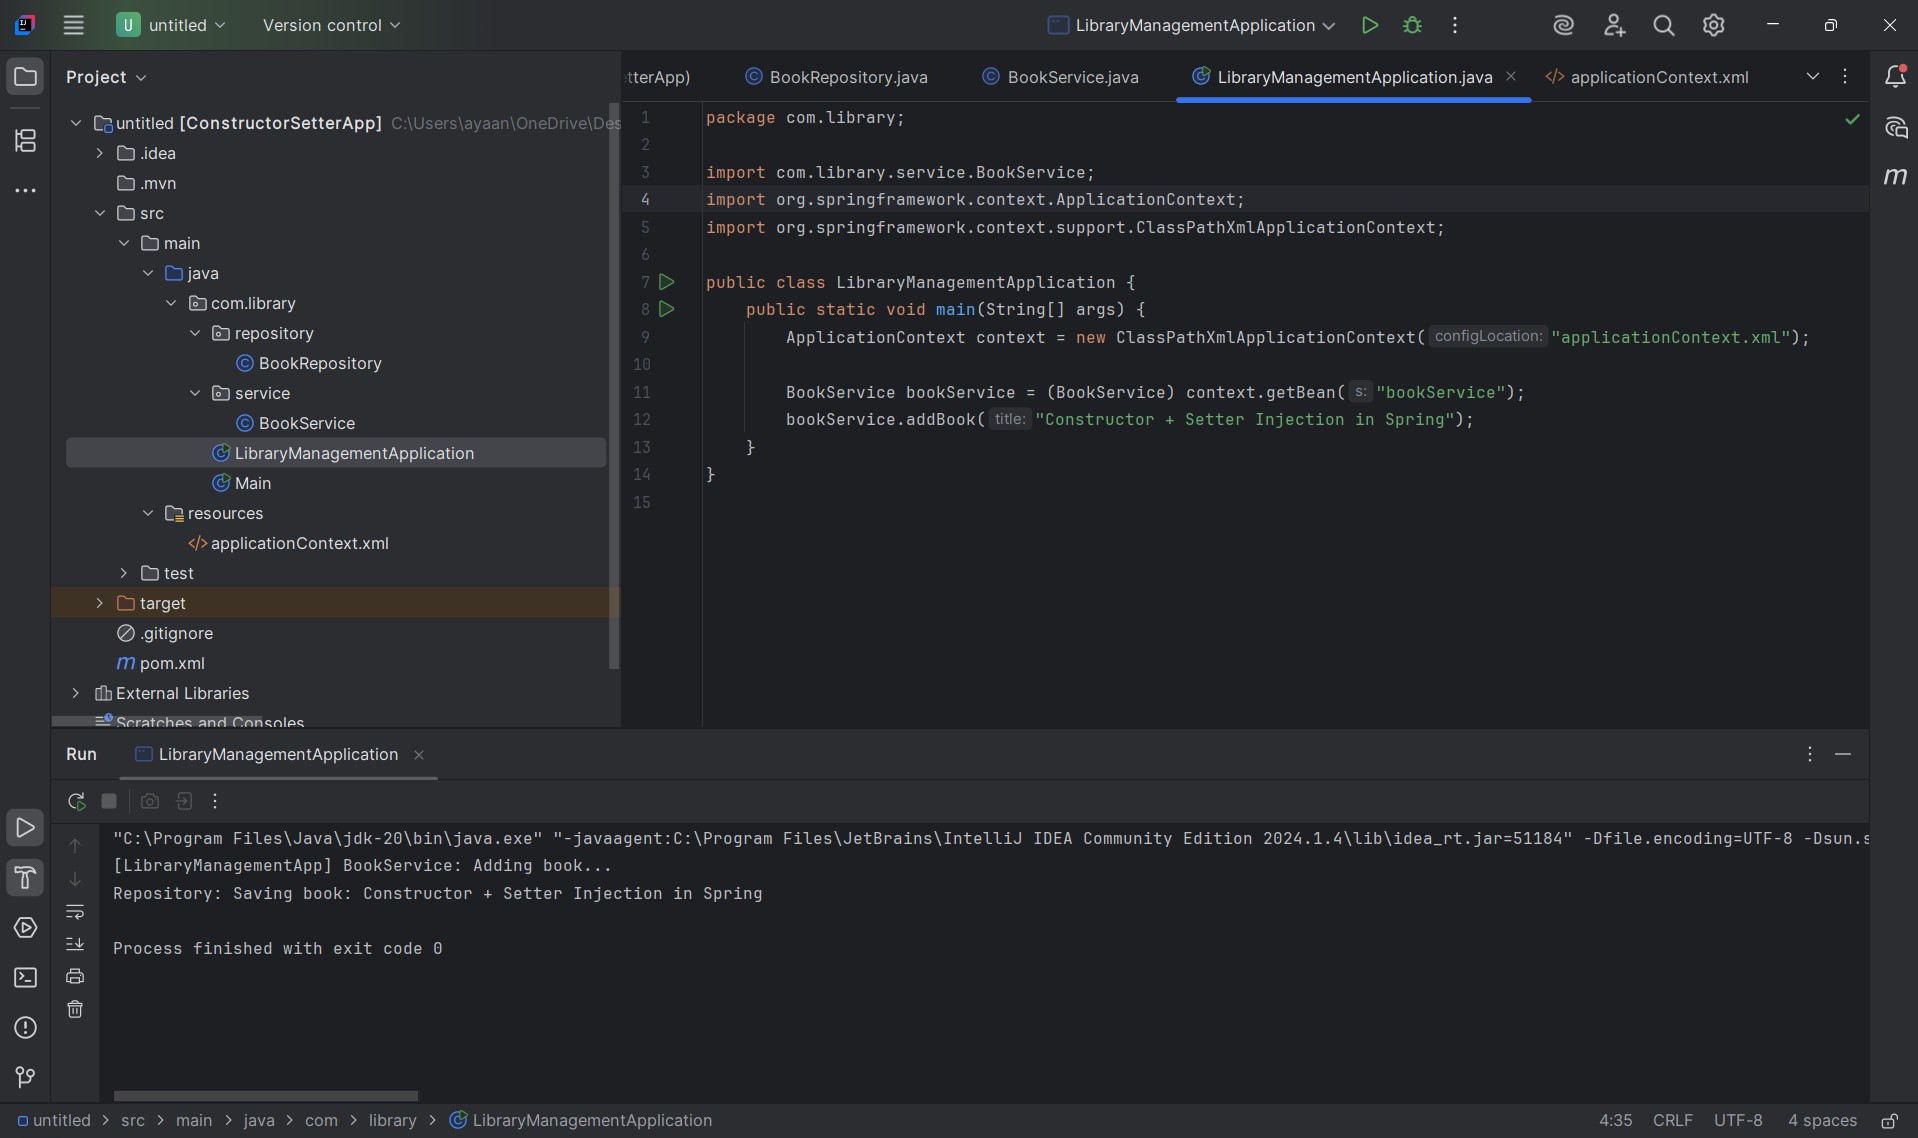 U untitled Version control LibraryManagementApplication
Project
untitled [ConstructorSetterApp] C:\Users\ayaan\OneDrive\Des
.idea
.mvn
src
main
java
com.library
repository
BookRepository
service
BookService
LibraryManagementApplication
Main
resources
applicationContext.xml
test
target
.gitignore
pom.xml
External Libraries
Scratches and Consoles
tterApp) BookRepository.java BookService.java LibraryManagementApplication.java applicationContext.xml
1 package com.library;
2
3 import com.library.service.BookService;
4 import org.springframework.context.ApplicationContext;
5 import org.springframework.context.support.ClassPathXmlApplicationContext;
6
7 public class LibraryManagementApplication {
8 public static void main(String[] args) {
9 ApplicationContext context = new ClassPathXmlApplicationContext( configLocation: "applicationContext.xml");
10
11 BookService bookService = (BookService) context.getBean( s: "bookService");
12 bookService.addBook( title: "Constructor + Setter Injection in Spring");
13 }
14 }
15
m
Run LibraryManagementApplication
"C:\Program Files\Java\jdk-20\bin\java.exe" "-javaagent:C:\Program Files\JetBrains\IntelliJ IDEA Community Edition 2024.1.4\lib\idea_rt.jar=51184" -Dfile.encoding=UTF-8 -Dsun.s
[LibraryManagementApp] BookService: Adding book...
Repository: Saving book: Constructor + Setter Injection in Spring
Process finished with exit code 0
untitled > src > main > java > com > library > LibraryManagementApplication 4:35 CRLF UTF-8 4 spaces